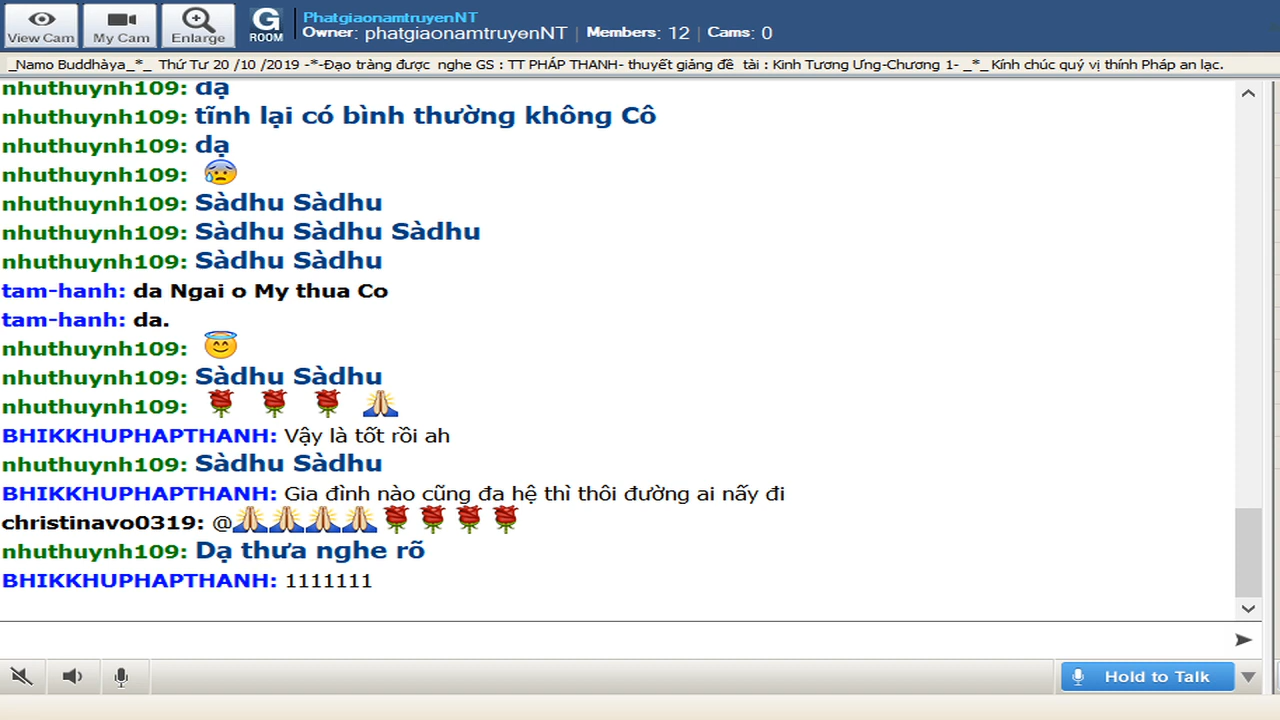 View Cam
My Cam
Enlarge
G ROOM
PhatgiaonamtruyenNT
Owner: phatgiaonamtruyenNT | Members: 12 | Cams: 0
_Namo Buddhàya_*_ Thứ Tư 20 /10 /2019 -*-Đạo tràng được nghe GS : TT PHÁP THANH- thuyết giảng đề tài : Kinh Tương Ưng-Chương 1- _*_ Kính chúc quý vị thính Pháp an lạc.
nhuthuynh109: dạ
nhuthuynh109: tĩnh lại có bình thường không Cô
nhuthuynh109: dạ
nhuthuynh109: 😰
nhuthuynh109: Sàdhu Sàdhu
nhuthuynh109: Sàdhu Sàdhu Sàdhu
nhuthuynh109: Sàdhu Sàdhu
tam-hanh: da Ngai o My thua Co
tam-hanh: da.
nhuthuynh109: 😇
nhuthuynh109: Sàdhu Sàdhu
nhuthuynh109: 🌹 🌹 🌹 🙏
BHIKKHUPHAPTHANH: Vậy là tốt rồi ah
nhuthuynh109: Sàdhu Sàdhu
BHIKKHUPHAPTHANH: Gia đình nào cũng đa hệ thì thôi đường ai nấy đi
christinavo0319: @🙏🙏🙏🙏🌹🌹🌹🌹
nhuthuynh109: Dạ thưa nghe rõ
BHIKKHUPHAPTHANH: 1111111
Hold to Talk